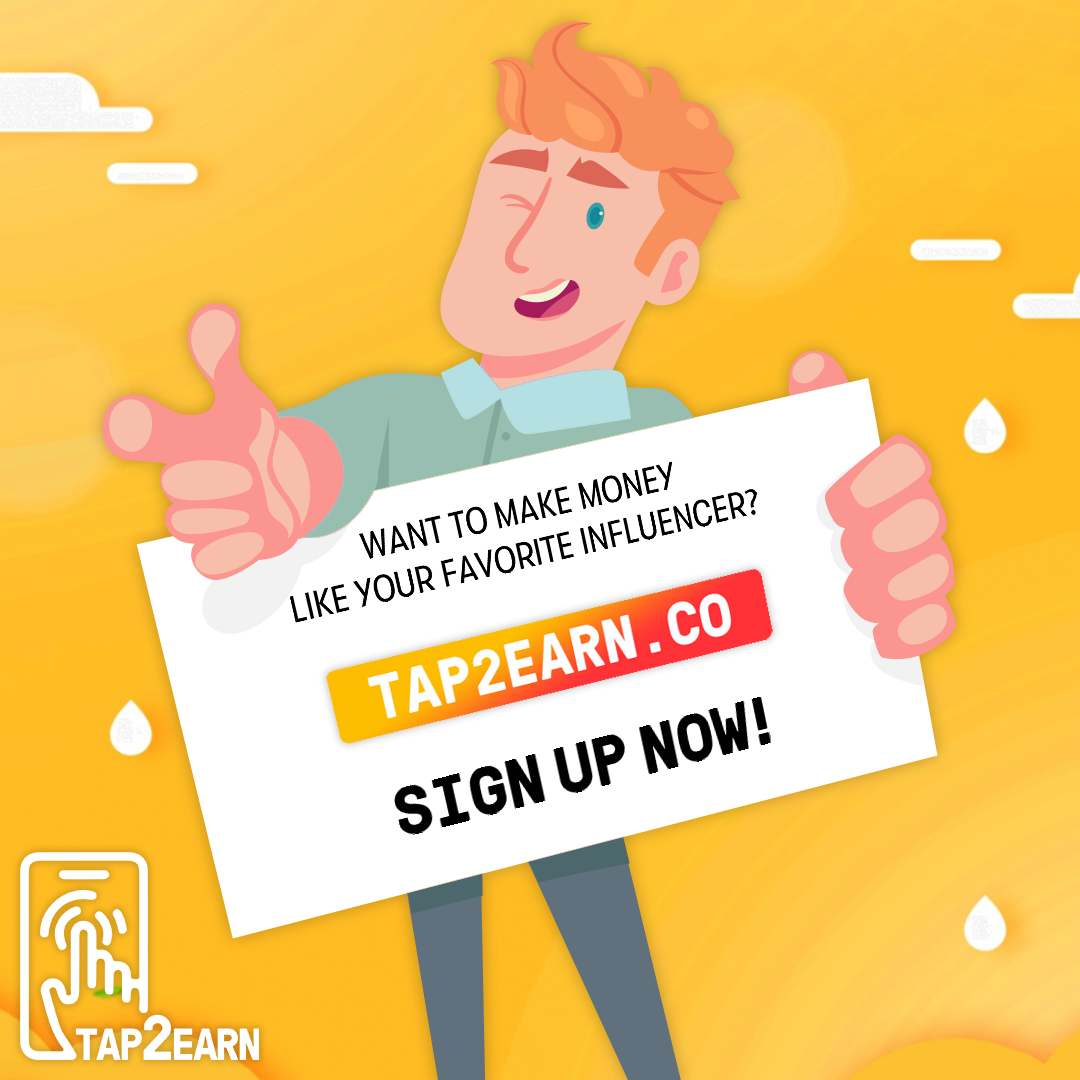 WANT TO MAKE MONEY
LIKE YOUR FAVORITE INFLUENCER?
TAP2EARN.CO
SIGN UP NOW!
TAP2EARN